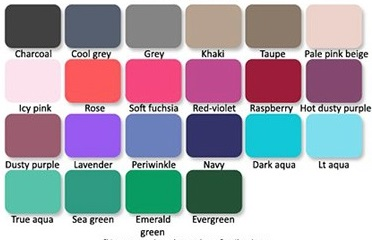 Charcoal Cool grey Grey Khaki Taupe Pale pink beige
Icy pink Rose Soft fuchsia Red-violet Raspberry Hot dusty purple
Dusty purple Lavender Periwinkle Navy Dark aqua Lt aqua
True aqua Sea green Emerald green Evergreen